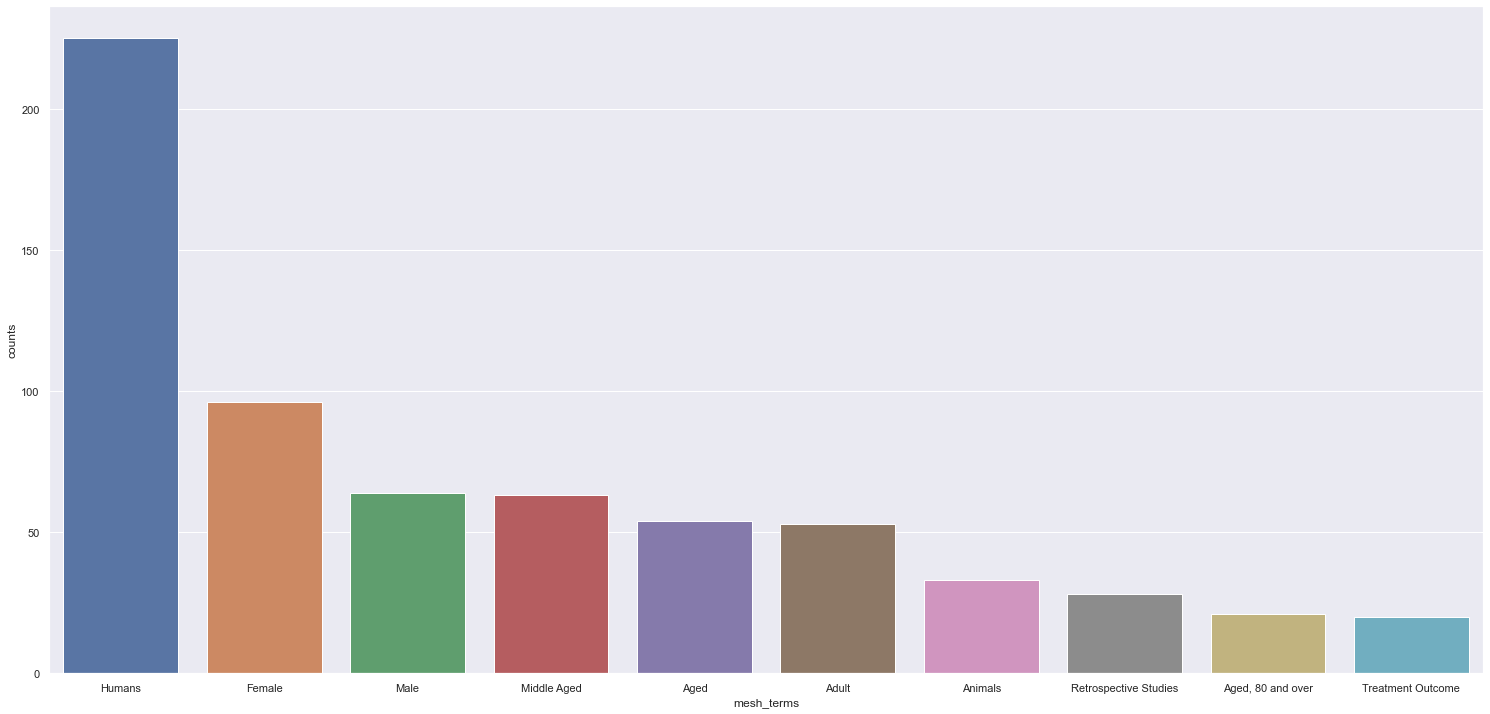 counts
200
150
100
50
0
Humans Female Male Middle Aged Aged Adult Animals Retrospective Studies Aged, 80 and over Treatment Outcome
mesh_terms